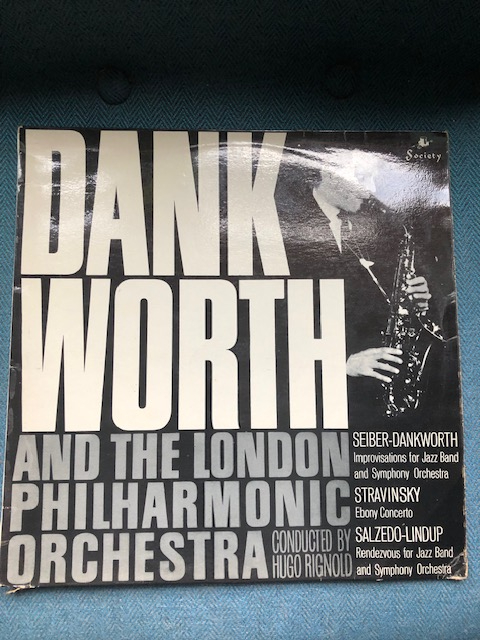 Society
DANK
WORTH
AND THE LONDON
PHILHARMONIC
ORCHESTRA
CONDUCTED BY
HUGO RIGNOLD
SEIBER-DANKWORTH
Improvisations for Jazz Band
and Symphony Orchestra
STRAVINSKY
Ebony Concerto
SALZEDO-LINDUP
Rendezvous for Jazz Band
and Symphony Orchestra